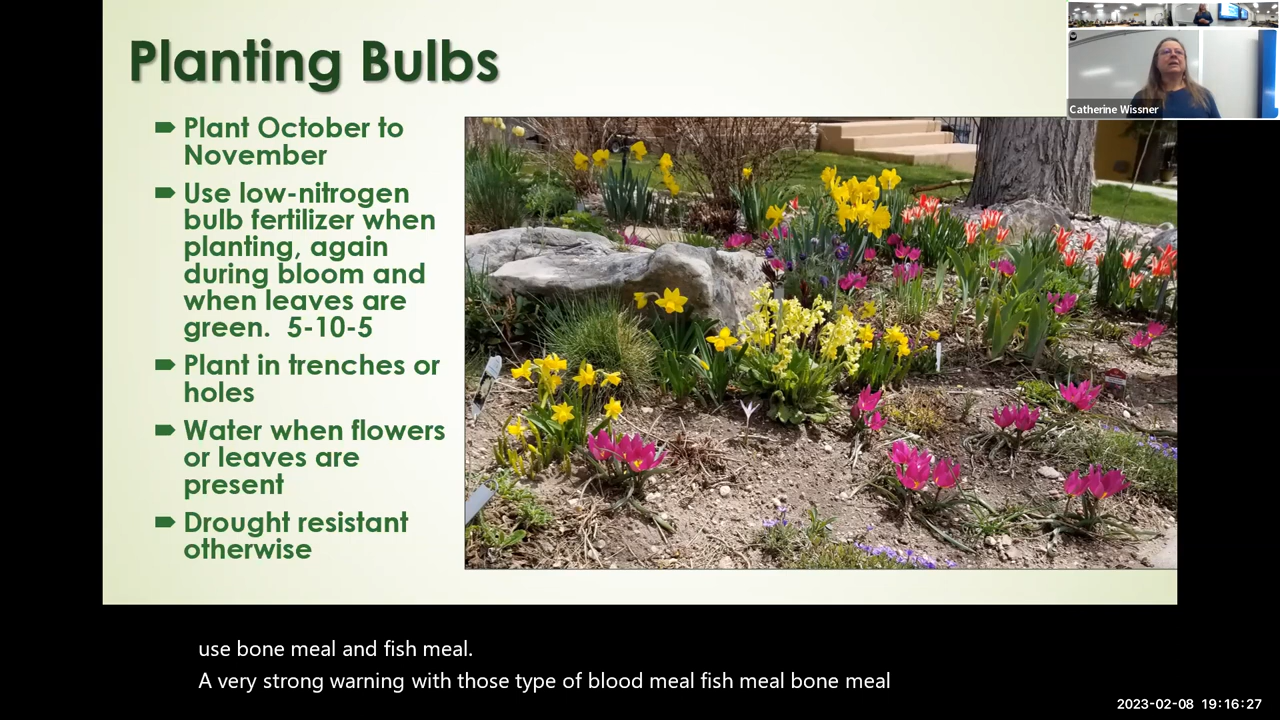 Planting Bulbs
Plant October to
November
Use low-nitrogen
bulb fertilizer when
planting, again
during bloom and
when leaves are
green. 5-10-5
Plant in trenches or
holes
Water when flowers
or leaves are
present
Drought resistant
otherwise
Catherine Wissner
use bone meal and fish meal.
A very strong warning with those type of blood meal fish meal bone meal
2023-02-08 19:16:27